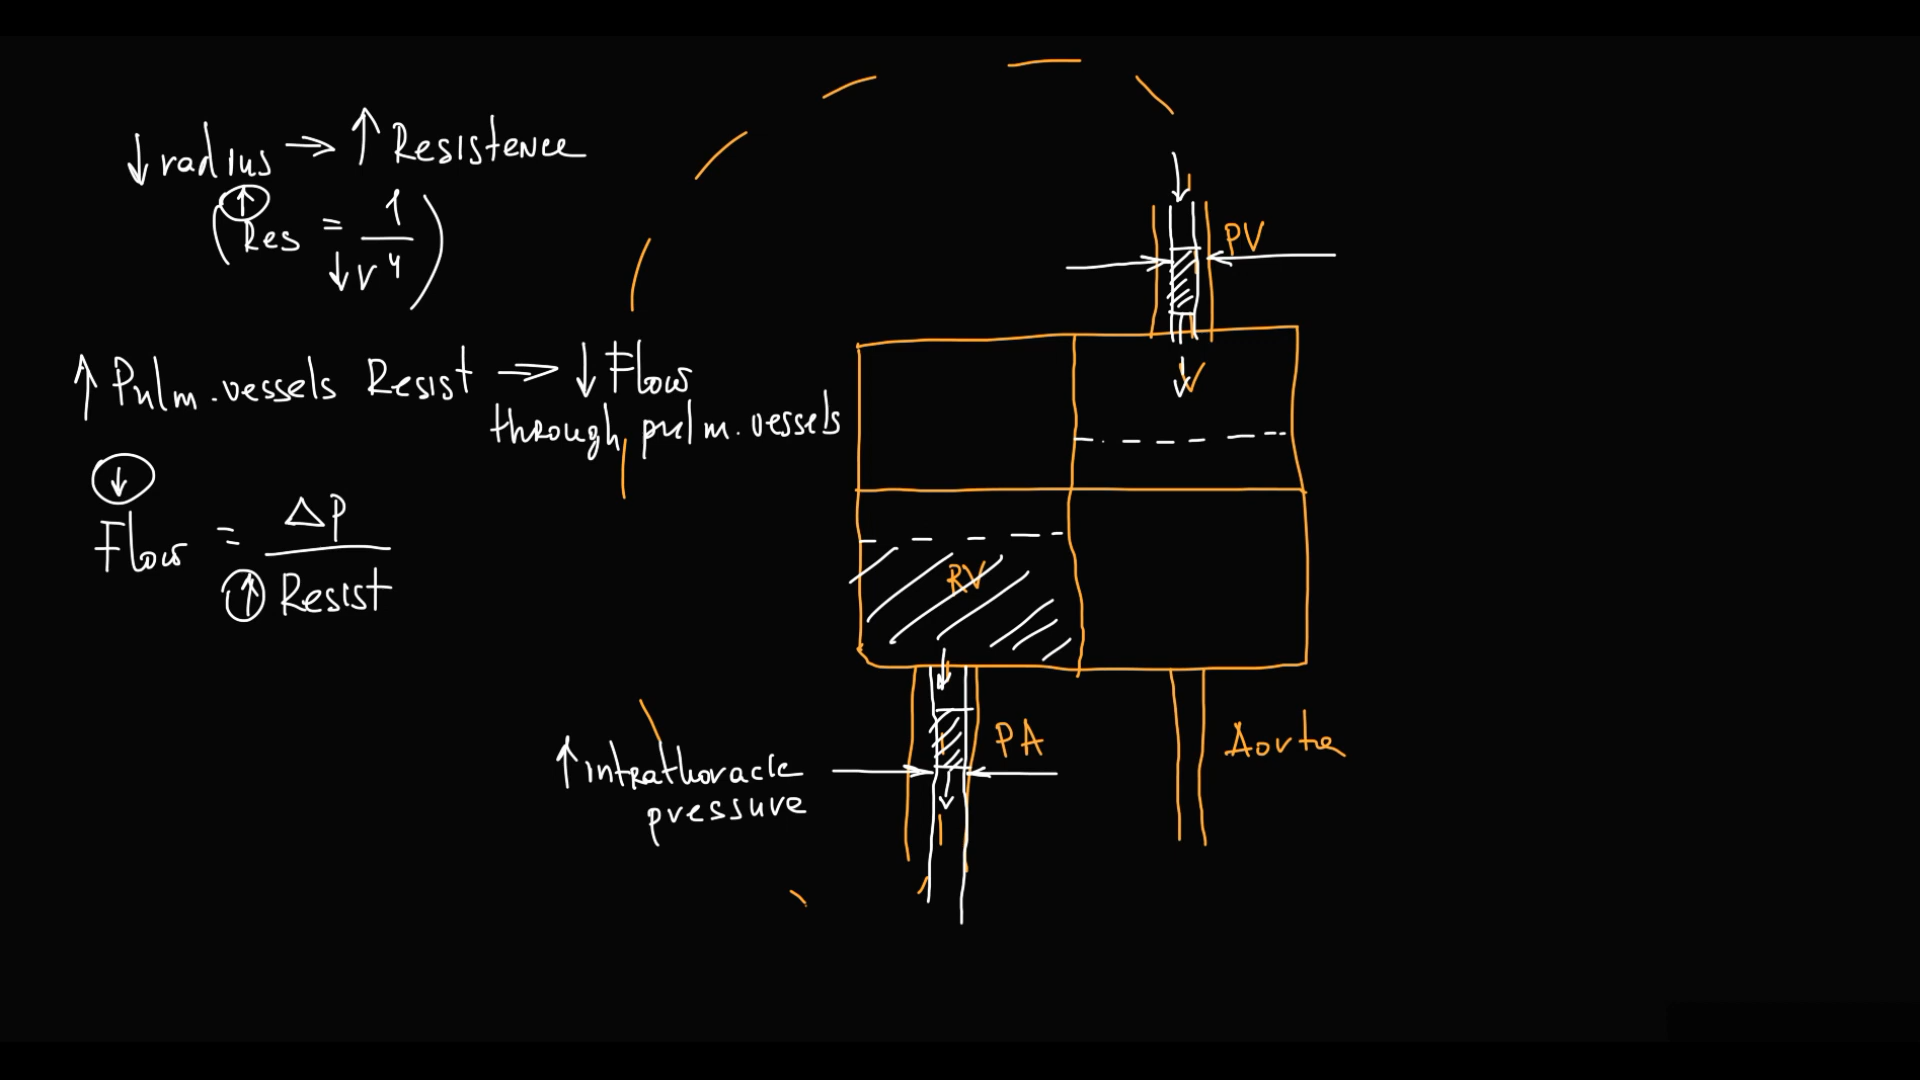 ↓ radius ⇒ ↑ Resistence
(↑Res = 1 / ↓r⁴)
↑ Pulm. vessels Resist ⇒ ↓ Flow
through pulm. vessels
↓Flow = ΔP / ↑Resist
PV
V
RV
PA
Aorta
↑ intrathoracic
pressure